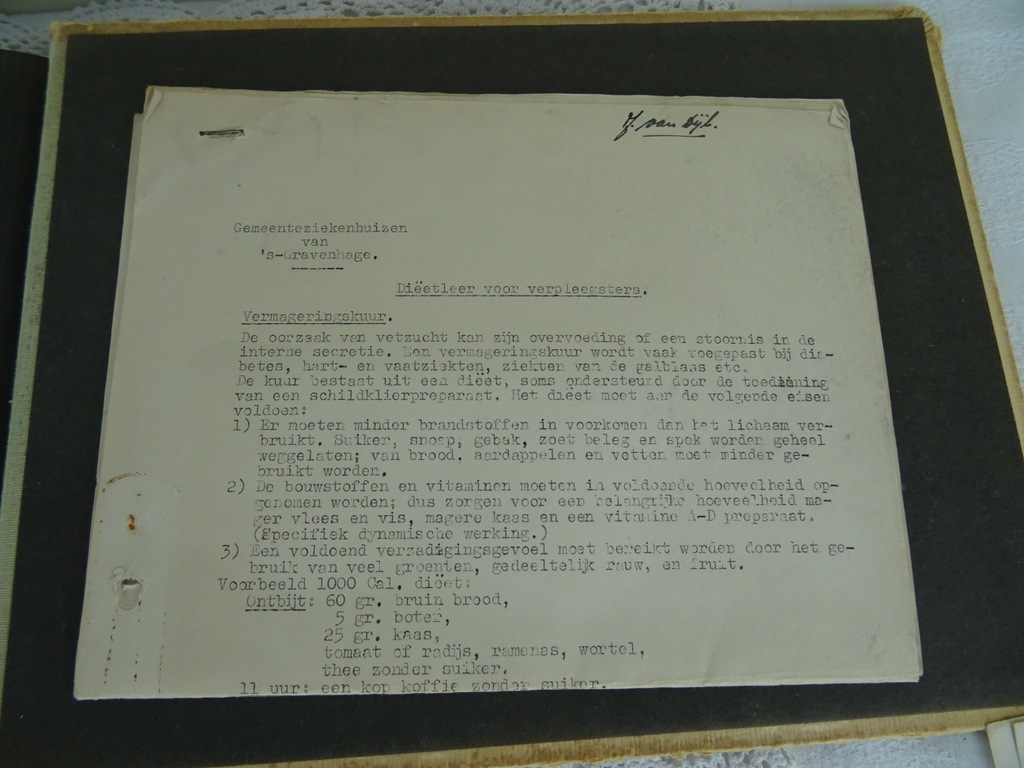 J. van Dijk.
Gemeenteziekenhuizen
van
's-Gravenhage.
Dieëtleer voor verpleegsters.
Vermageringskuur.
De oorzaak van vetzucht kan zijn overvoeding of een stoornis in de
interne secretie. Een vermageringskuur wordt vaak toegepast bij dia-
betes, hart- en vaatziekten, ziekten van de galblaas etc.
De kuur bestaat uit een dieët, soms ondersteund door de toediening
van een schildklierpreparaat. Het dieët moet aan de volgende eisen
voldoen:
1) Er moeten minder brandstoffen in voorkomen dan het lichaam ver-
bruikt. Suiker, snoep, gebak, zoet beleg en spek worden geheel
weggelaten; van brood, aardappelen en vetten moet minder ge-
bruikt worden.
2) De bouwstoffen en vitaminen moeten in voldoende hoeveelheid op-
genomen worden; dus zorgen voor een belangrijke hoeveelheid ma-
ger vlees en vis, magere kaas en een vitamine A-D preparaat.
(Specifiek dynamische werking.)
3) Een voldoend verzadigingsgevoel moet bereikt worden door het ge-
bruik van veel groenten, gedeeltelijk rauw, en fruit.
Voorbeeld 1000 Cal. dieët:
Ontbijt: 60 gr. bruin brood,
5 gr. boter,
25 gr. kaas,
tomaat of radijs, ramenas, wortel,
thee zonder suiker.
11 uur: een kop koffie zonder suiker.